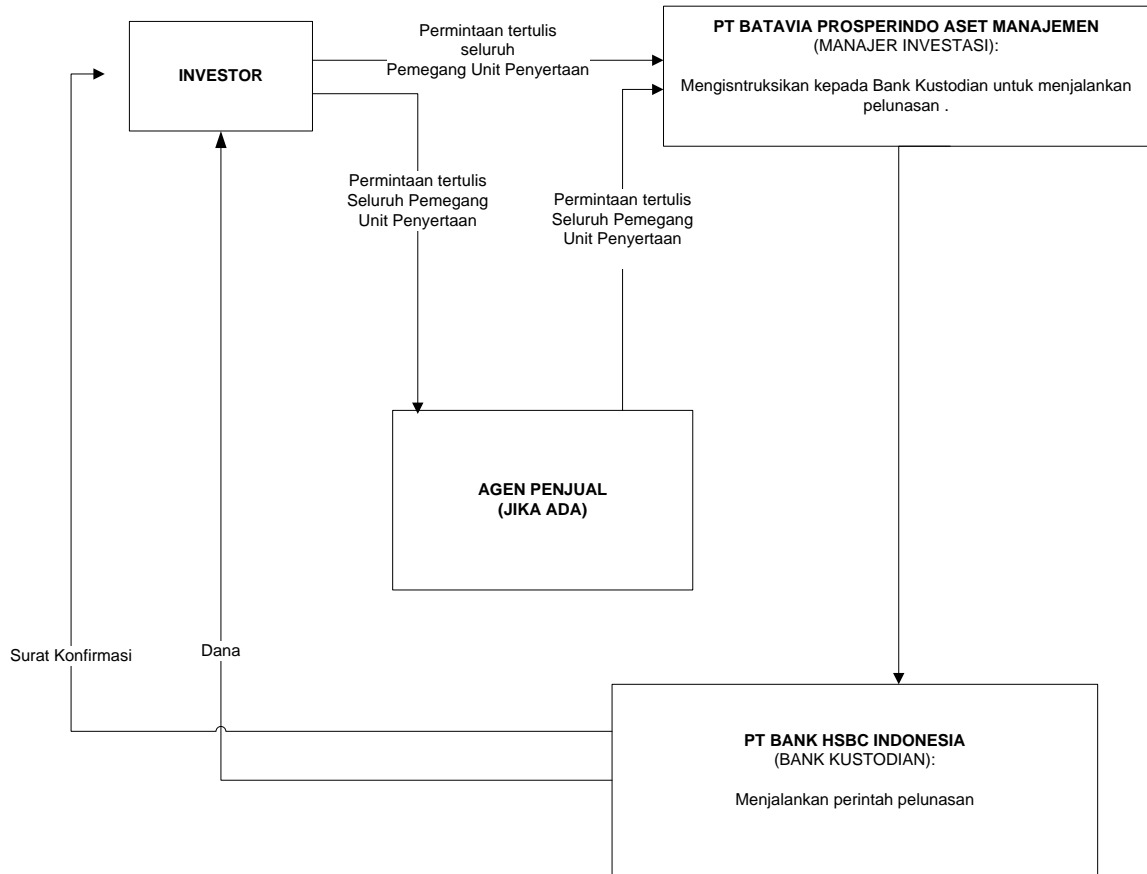 PT BATAVIA PROSPERINDO ASET MANAJEMEN
(MANAJER INVESTASI):
Mengisntruksikan kepada Bank Kustodian untuk menjalankan
pelunasan .
Permintaan tertulis
seluruh
Pemegang Unit Penyertaan
INVESTOR
Permintaan tertulis
Seluruh Pemegang
Unit Penyertaan
Permintaan tertulis
Seluruh Pemegang
Unit Penyertaan
AGEN PENJUAL
(JIKA ADA)
Surat Konfirmasi
Dana
PT BANK HSBC INDONESIA
(BANK KUSTODIAN):
Menjalankan perintah pelunasan